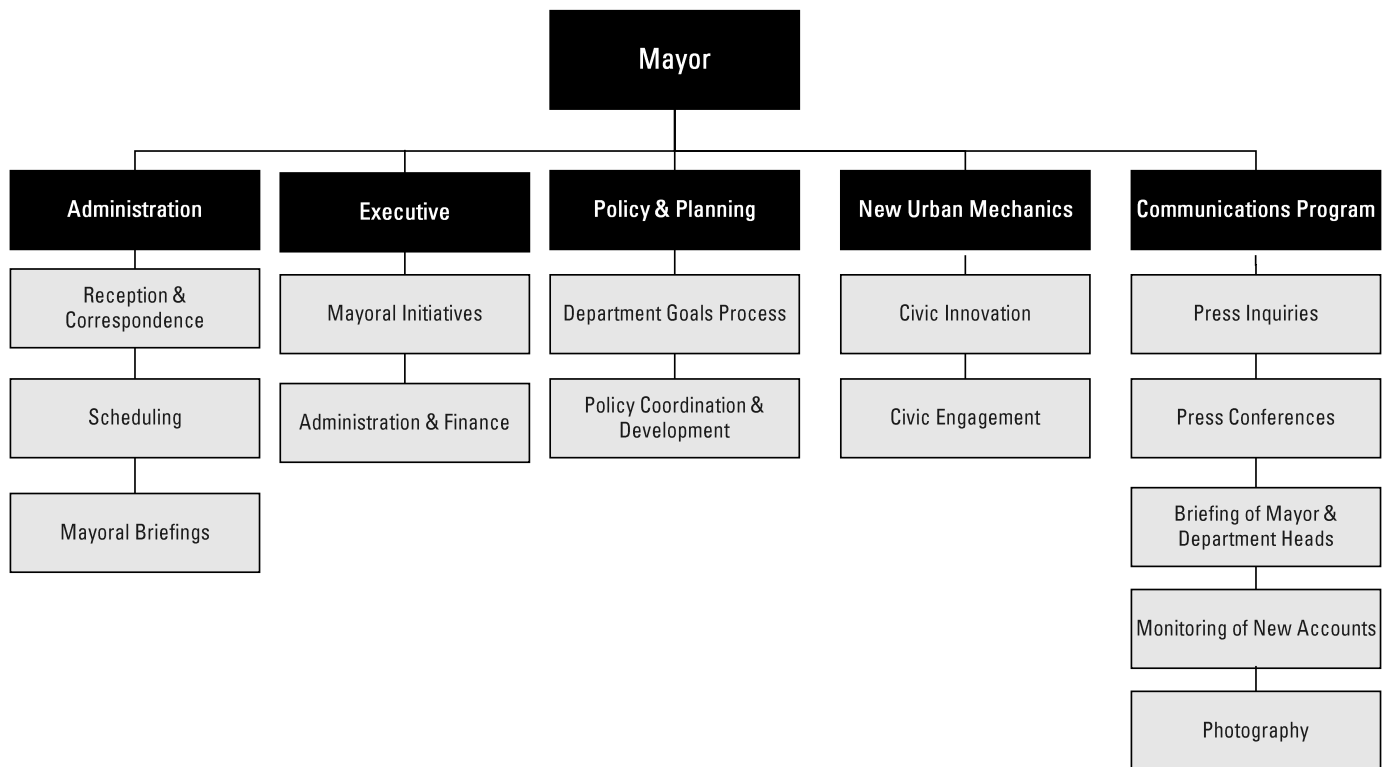 Mayor
Administration
Executive
Policy & Planning
New Urban Mechanics
Communications Program
Reception &
Correspondence
Scheduling
Mayoral Briefings
Mayoral Initiatives
Administration & Finance
Department Goals Process
Policy Coordination &
Development
Civic Innovation
Civic Engagement
Press Inquiries
Press Conferences
Briefing of Mayor &
Department Heads
Monitoring of New Accounts
Photography